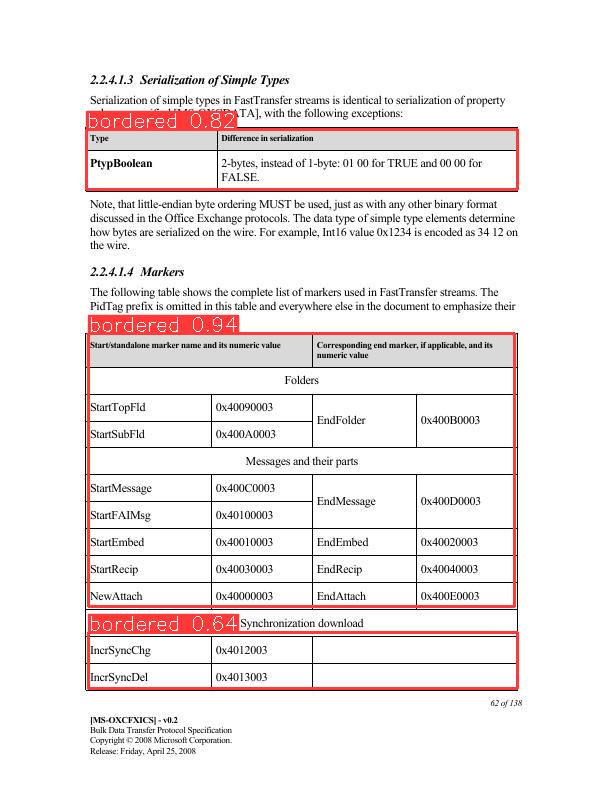 2.2.4.1.3 Serialization of Simple Types
Serialization of simple types in FastTransfer streams is identical to serialization of property
DATA], with the following exceptions:
bordered 0.82
Type Difference in serialization
PtypBoolean 2-bytes, instead of 1-byte: 01 00 for TRUE and 00 00 for
FALSE.
Note, that little-endian byte ordering MUST be used, just as with any other binary format
discussed in the Office Exchange protocols. The data type of simple type elements determine
how bytes are serialized on the wire. For example, Int16 value 0x1234 is encoded as 34 12 on
the wire.
2.2.4.1.4 Markers
The following table shows the complete list of markers used in FastTransfer streams. The
PidTag prefix is omitted in this table and everywhere else in the document to emphasize their
bordered 0.94
Start/standalone marker name and its numeric value Corresponding end marker, if applicable, and its
numeric value
Folders
StartTopFld 0x40090003 EndFolder 0x400B0003
StartSubFld 0x400A0003
Messages and their parts
StartMessage 0x400C0003 EndMessage 0x400D0003
StartFAIMsg 0x40100003
StartEmbed 0x40010003 EndEmbed 0x40020003
StartRecip 0x40030003 EndRecip 0x40040003
NewAttach 0x40000003 EndAttach 0x400E0003
bordered 0.64 Synchronization download
IncrSyncChg 0x4012003
IncrSyncDel 0x4013003
62 of 138
[MS-OXCFXICS] - v0.2
Bulk Data Transfer Protocol Specification
Copyright © 2008 Microsoft Corporation.
Release: Friday, April 25, 2008